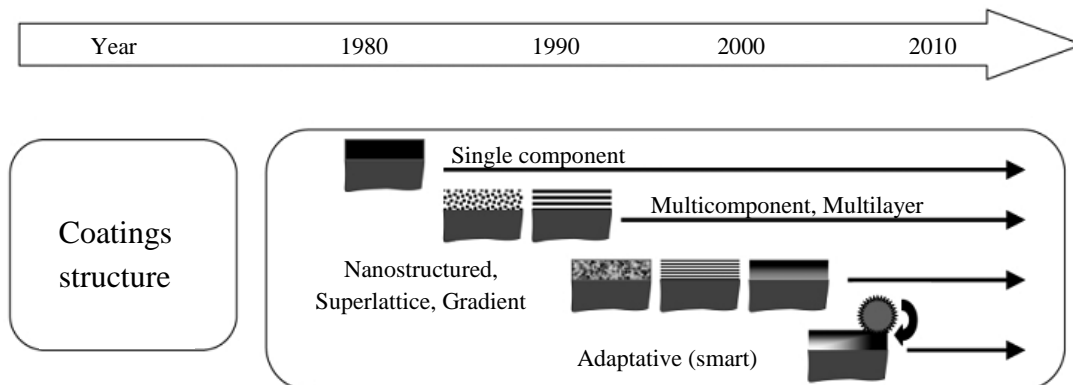 Year 1980 1990 2000 2010
Single component
Multicomponent, Multilayer
Coatings
structure
Nanostructured,
Superlattice, Gradient
Adaptative (smart)